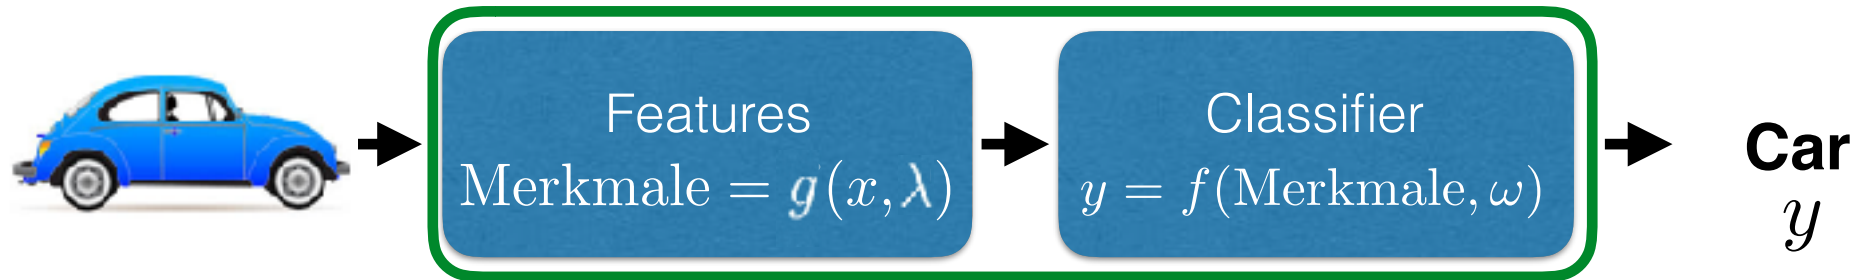 Features
Merkmale = g(x, λ)
Classifier
y = f(Merkmale, ω)
Car
y